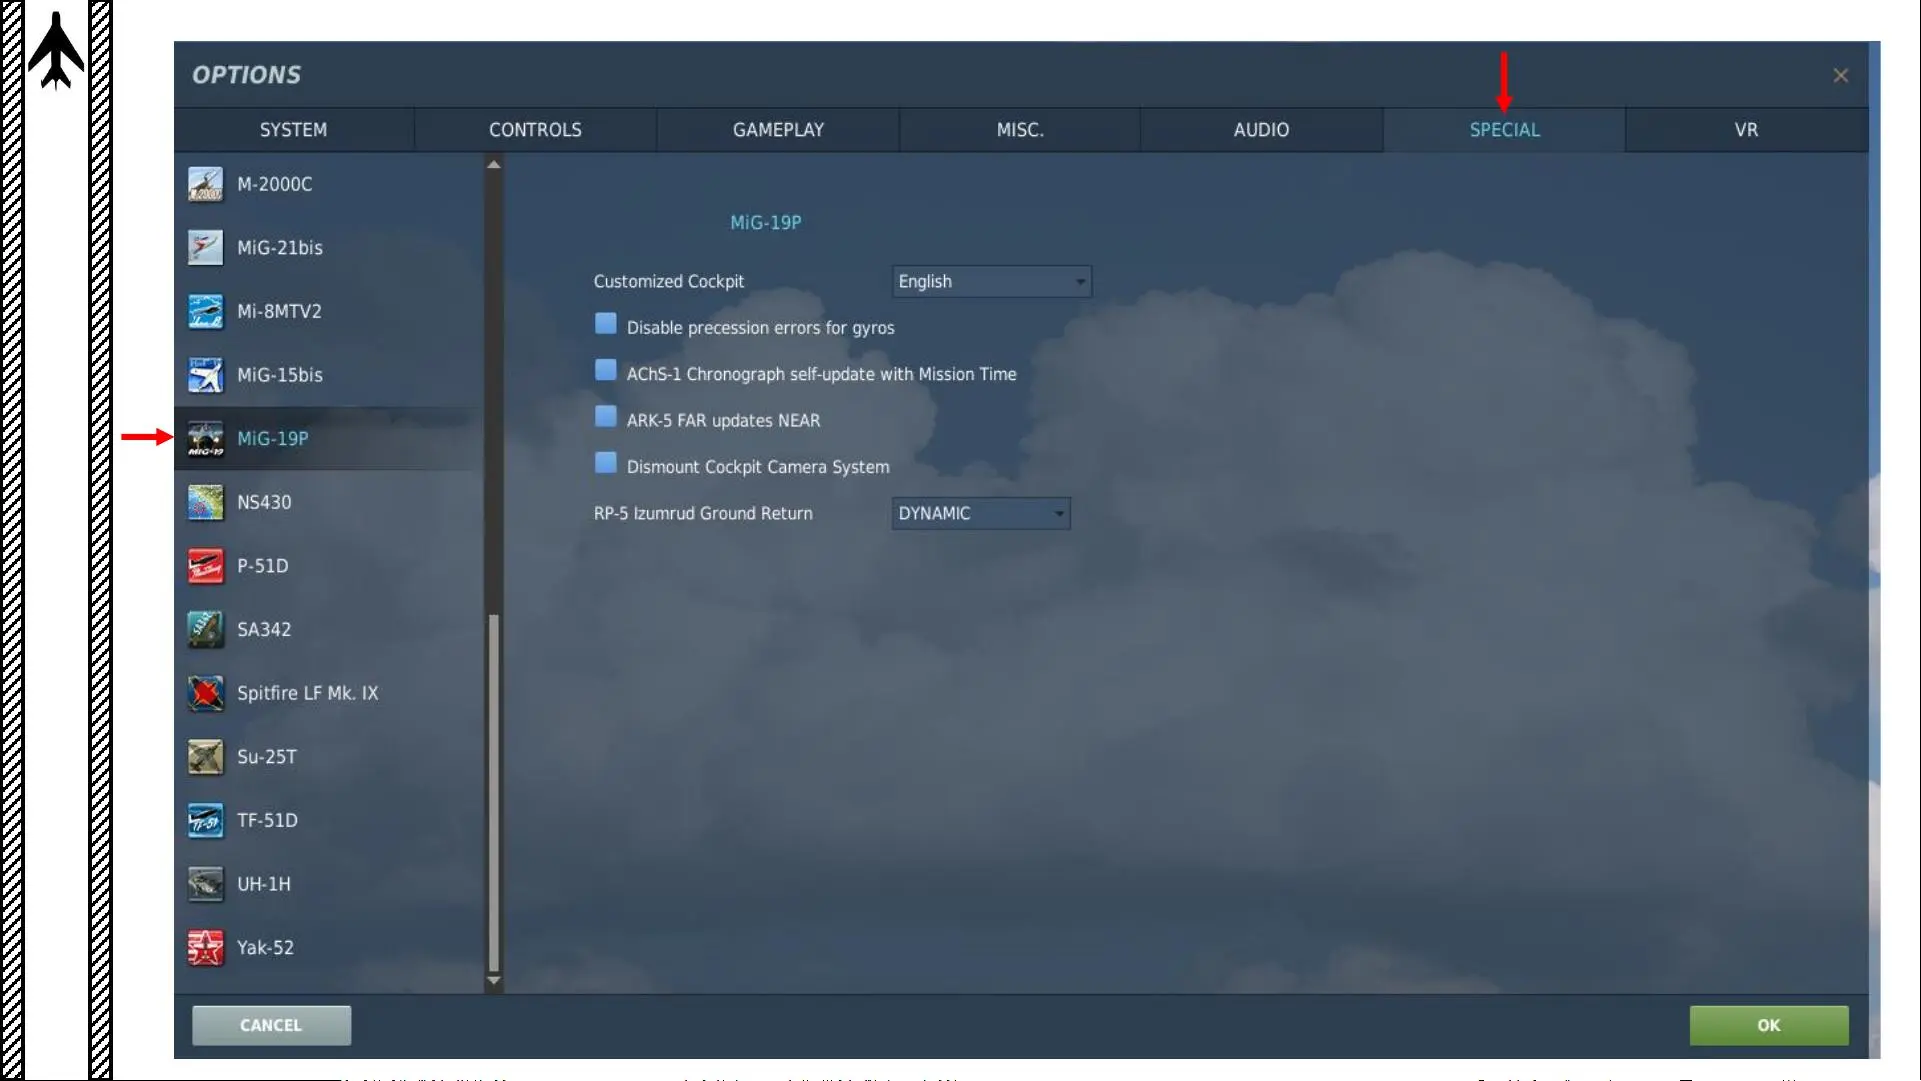 OPTIONS
SYSTEM CONTROLS GAMEPLAY MISC. AUDIO SPECIAL VR
M-2000C
MiG-21bis
Mi-8MTV2
MiG-15bis
MiG-19P
NS430
P-51D
SA342
Spitfire LF Mk. IX
Su-25T
TF-51D
UH-1H
Yak-52
MiG-19P
Customized Cockpit English
Disable precession errors for gyros
AChS-1 Chronograph self-update with Mission Time
ARK-5 FAR updates NEAR
Dismount Cockpit Camera System
RP-5 Izumrud Ground Return DYNAMIC
CANCEL OK